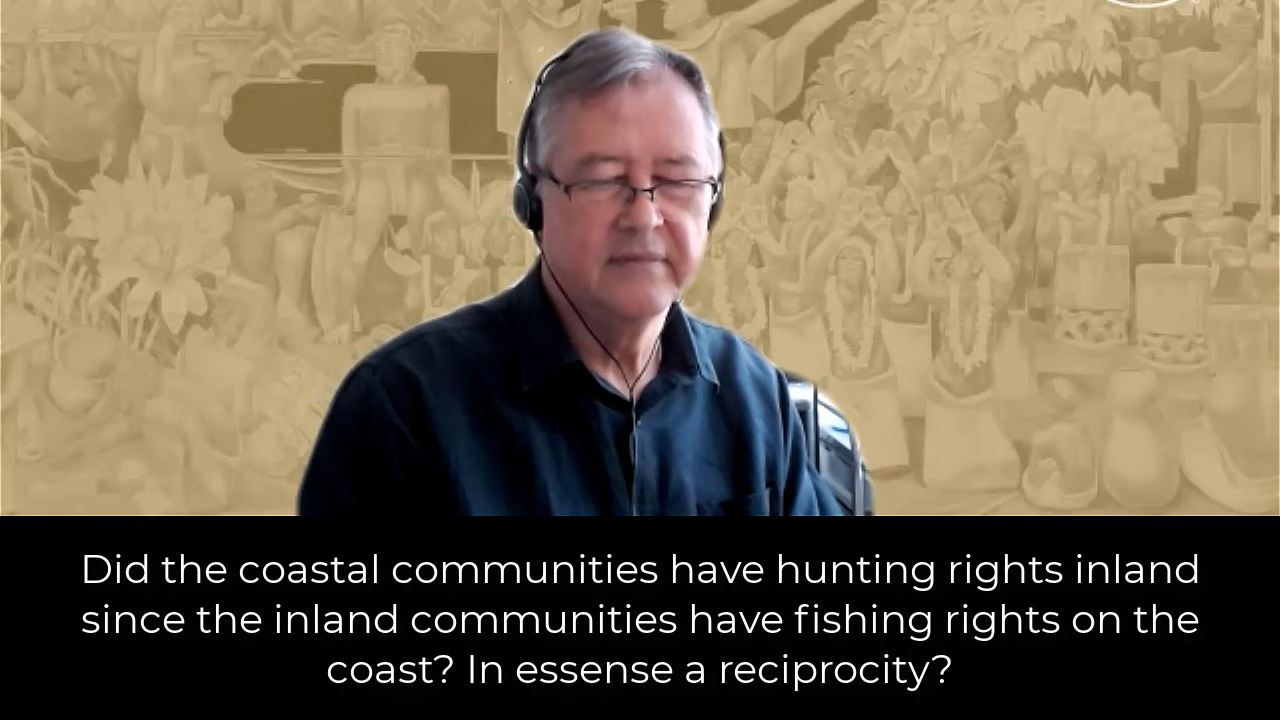 Did the coastal communities have hunting rights inland
since the inland communities have fishing rights on the
coast? In essense a reciprocity?